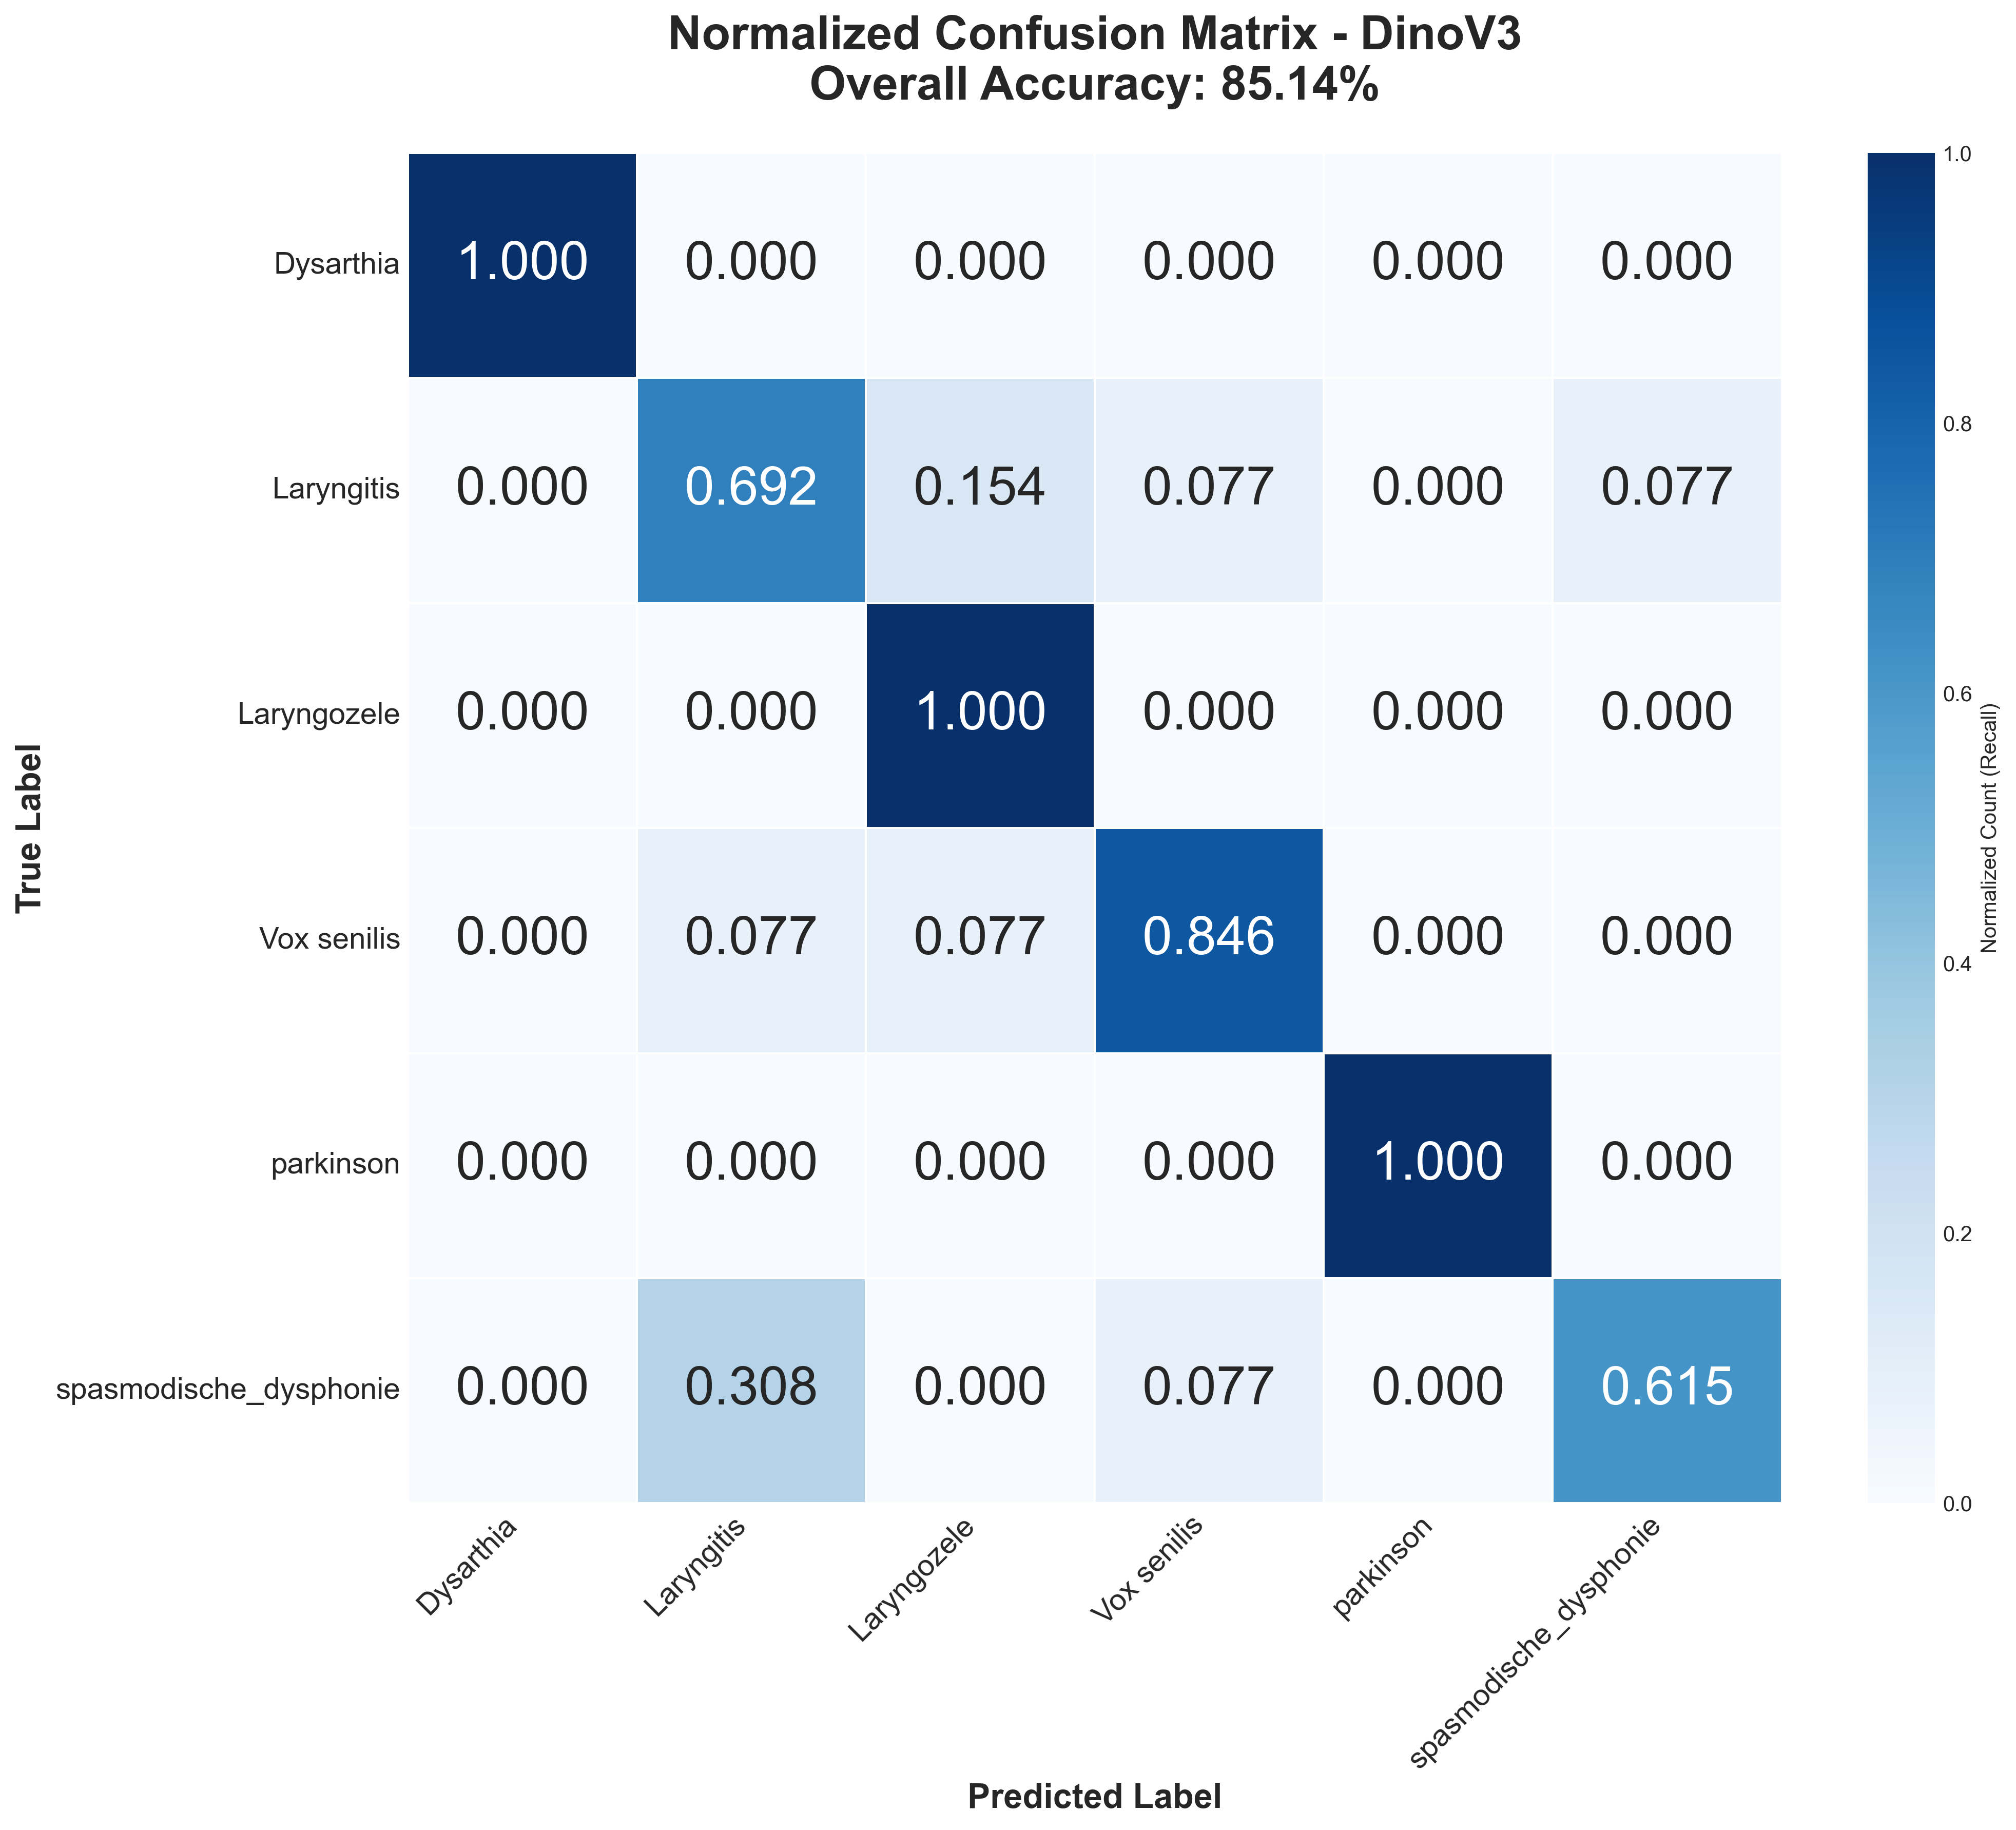 Normalized Confusion Matrix - DinoV3
Overall Accuracy: 85.14%
True Label
Dysarthia 1.000 0.000 0.000 0.000 0.000 0.000
Laryngitis 0.000 0.692 0.154 0.077 0.000 0.077
Laryngozele 0.000 0.000 1.000 0.000 0.000 0.000
Vox senilis 0.000 0.077 0.077 0.846 0.000 0.000
parkinson 0.000 0.000 0.000 0.000 1.000 0.000
spasmodische_dysphonie 0.000 0.308 0.000 0.077 0.000 0.615
Dysarthia Laryngitis Laryngozele Vox senilis parkinson spasmodische_dysphonie
Predicted Label
1.0
0.8
0.6
0.4
0.2
0.0
Normalized Count (Recall)